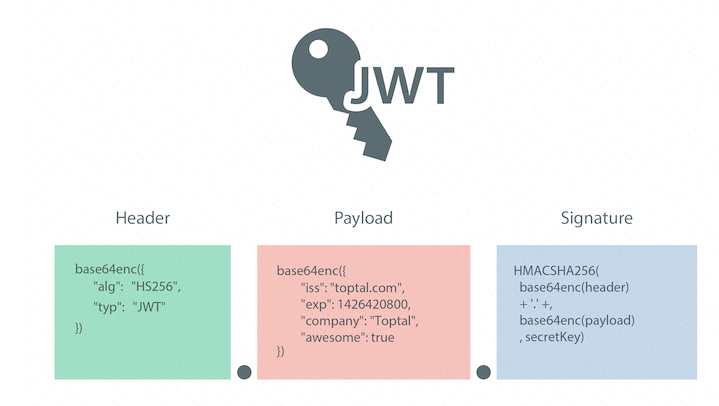 JWT
Header
Payload
Signature
base64enc({
"alg": "HS256",
"typ": "JWT"
})
base64enc({
"iss": "toptal.com",
"exp": 1426420800,
"company": "Toptal",
"awesome": true
})
HMACSHA256(
base64enc(header)
+ '.' +,
base64enc(payload)
, secretKey)